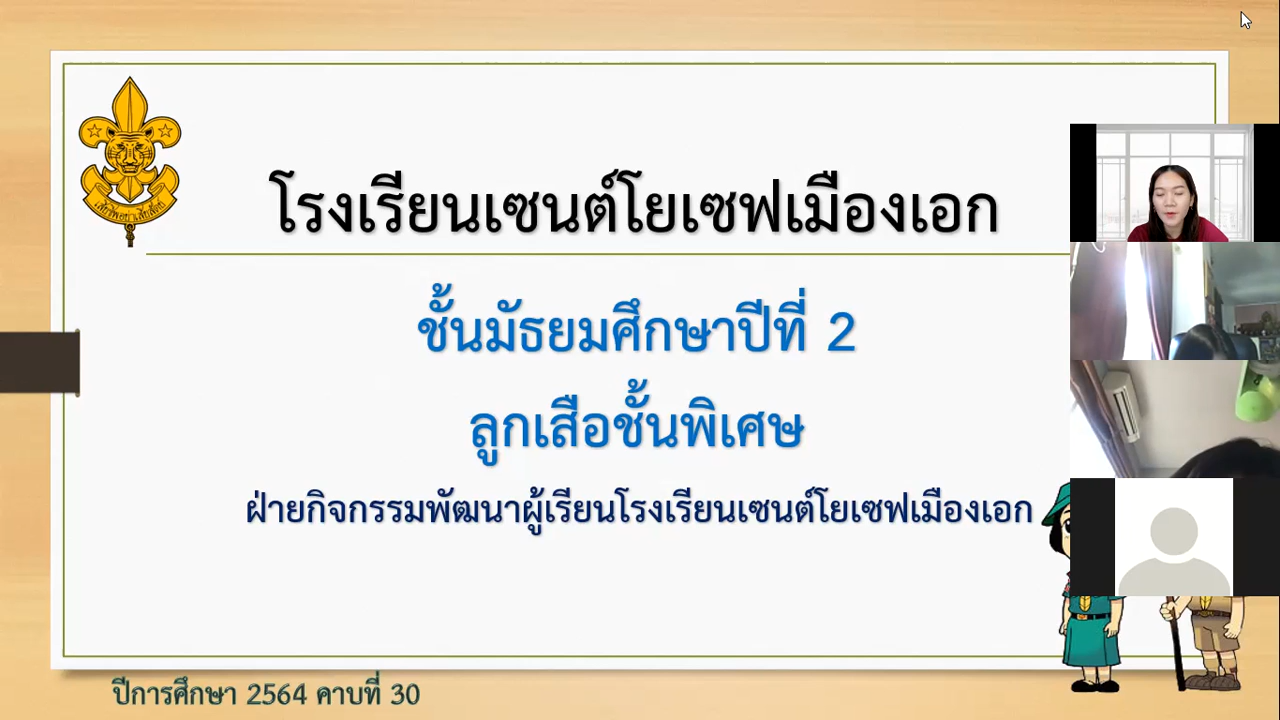 โรงเรียนเซนต์โยเซฟเมืองเอก
ชั้นมัธยมศึกษาปีที่ 2
ลูกเสือชั้นพิเศษ
ฝ่ายกิจกรรมพัฒนาผู้เรียนโรงเรียนเซนต์โยเซฟเมืองเอก
ปีการศึกษา 2564 คาบที่ 30